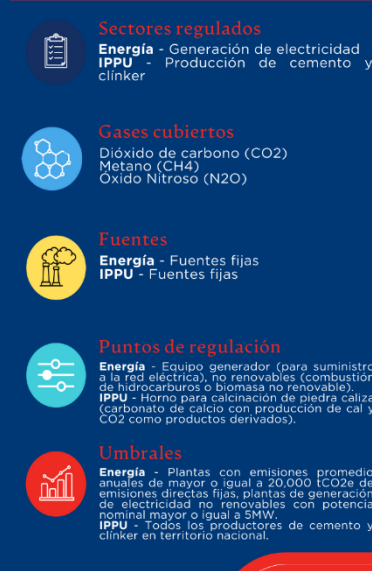 Sectores regulados
Energía - Generación de electricidad
IPPU - Producción de cemento y
clínker
Gases cubiertos
Dióxido de carbono (CO2)
Metano (CH4)
Óxido Nitroso (N2O)
Fuentes
Energía - Fuentes fijas
IPPU - Fuentes fijas
Puntos de regulación
Energía - Equipo generador (para suministro
a la red eléctrica), no renovables (combustión
de hidrocarburos o biomasa no renovable).
IPPU - Horno para calcinación de piedra caliza
(carbonato de calcio con producción de cal y
CO2 como productos derivados).
Umbrales
Energía - Plantas con emisiones promedio
anuales de mayor o igual a 20,000 tCO2e de
emisiones directas fijas, plantas de generación
de electricidad no renovables con potencia
nominal mayor o igual a 5MW.
IPPU - Todos los productores de cemento y
clínker en territorio nacional.